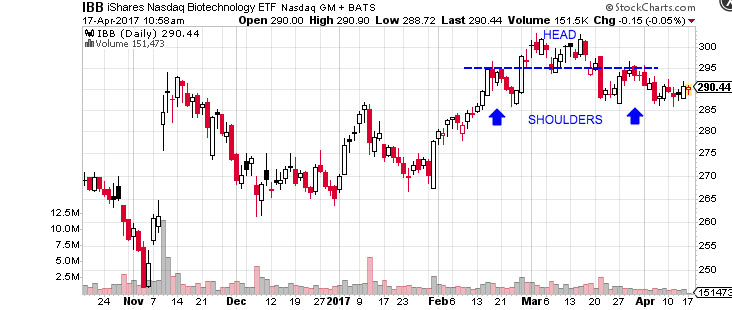 IBB iShares Nasdaq Biotechnology ETF Nasdaq GM + BATS
© StockCharts.com
17-Apr-2017 10:58am
Open 290.00 High 290.90 Low 288.72 Last 290.44 Volume 151.5K Chg -0.15 (-0.05%)
IBB (Daily) 290.44
Volume 151,473
HEAD
SHOULDERS
300
295
290.44
285
280
275
270
265
260
255
250
12.5M
10.0M
7.5M
5.0M
2.5M
151473
24 Nov 7 14 21 Dec 12 19 27 2017 9 17 23 Feb 6 13 21 Mar 6 13 20 27 Apr 10 17